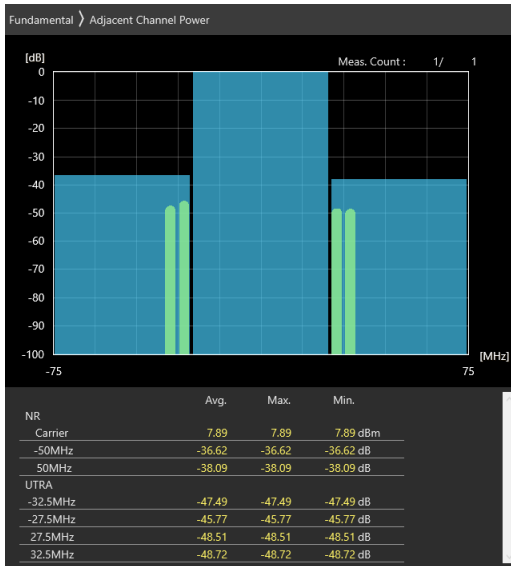 Fundamental 〉 Adjacent Channel Power
[dB]
Meas. Count : 1/ 1
0
-10
-20
-30
-40
-50
-60
-70
-80
-90
-100
[MHz]
-75 75
Avg. Max. Min.
NR
Carrier 7.89 7.89 7.89 dBm
-50MHz -36.62 -36.62 -36.62 dB
50MHz -38.09 -38.09 -38.09 dB
UTRA
-32.5MHz -47.49 -47.49 -47.49 dB
-27.5MHz -45.77 -45.77 -45.77 dB
27.5MHz -48.51 -48.51 -48.51 dB
32.5MHz -48.72 -48.72 -48.72 dB